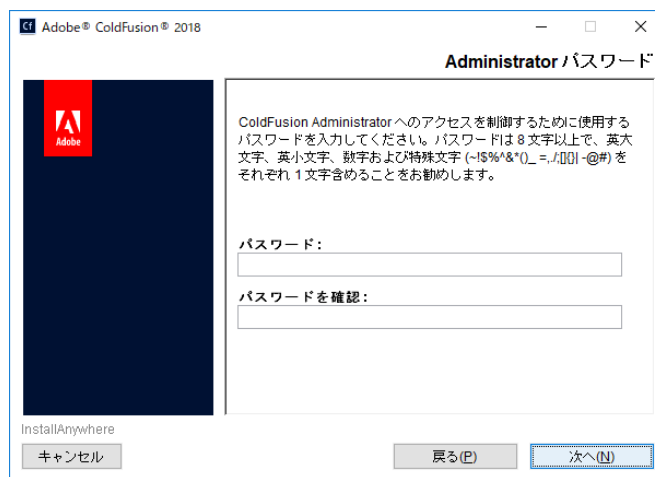 Cf Adobe® ColdFusion® 2018
Administrator パスワード
Adobe
ColdFusion Administrator へのアクセスを制御するために使用する
パスワードを入力してください。パスワードは 8 文字以上で、英大
文字、英小文字、数字および特殊文字 (~!$%^&*()_ =,./;[]{}| -@#) を
それぞれ 1 文字含めることをお勧めします。
パスワード:
パスワードを確認:
InstallAnywhere
キャンセル
戻る(P)
次へ(N)